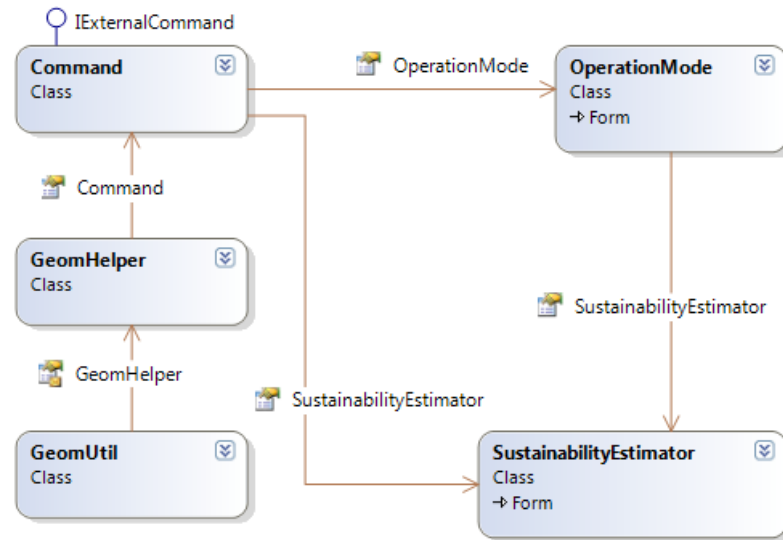 IExternalCommand
Command
Class
OperationMode
OperationMode
Class
Form
Command
GeomHelper
Class
SustainabilityEstimator
GeomHelper
SustainabilityEstimator
GeomUtil
Class
SustainabilityEstimator
Class
Form